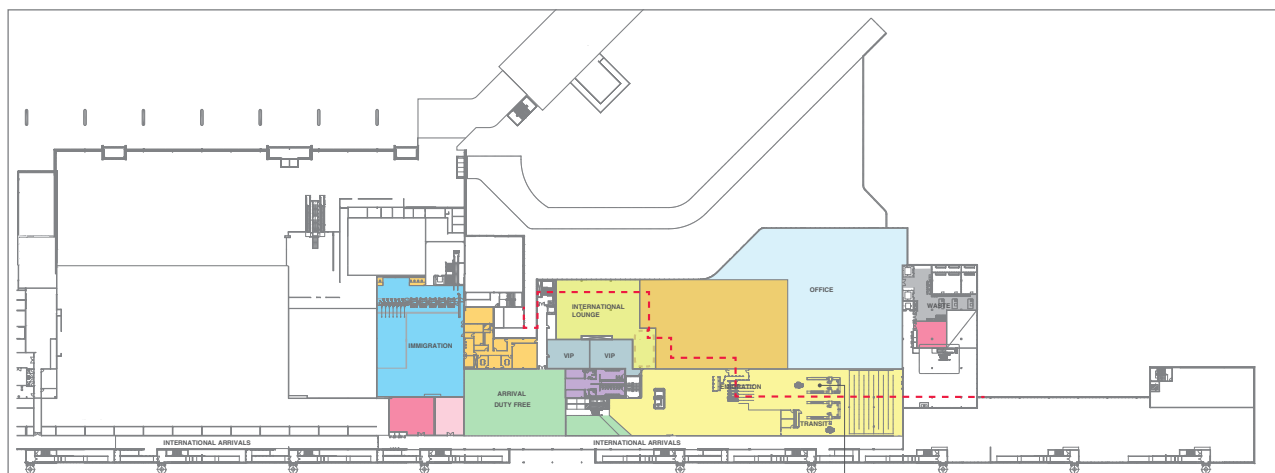 OFFICE
INTERNATIONAL
LOUNGE
WASTE
IMMIGRATION
VIP
VIP
ARRIVAL
DUTY FREE
TRANSIT
INTERNATIONAL ARRIVALS
INTERNATIONAL ARRIVALS